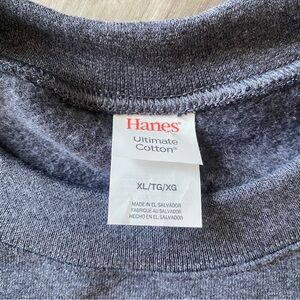 Hanes®
Ultimate
Cotton®
XL/TG/XG
MADE IN EL SALVADOR
FABRIQUÉ AU SALVADOR
HECHO EN EL SALVADOR